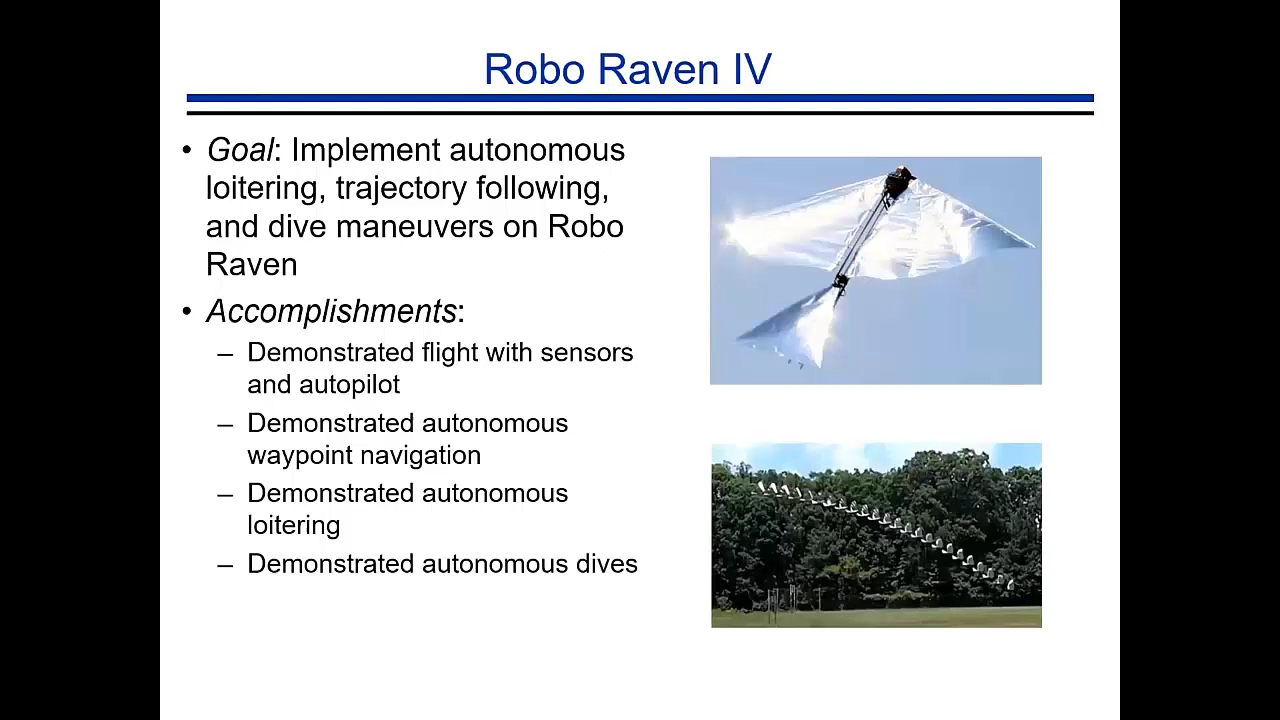 Robo Raven IV
• Goal: Implement autonomous
loitering, trajectory following,
and dive maneuvers on Robo
Raven
• Accomplishments:
– Demonstrated flight with sensors
and autopilot
– Demonstrated autonomous
waypoint navigation
– Demonstrated autonomous
loitering
– Demonstrated autonomous dives